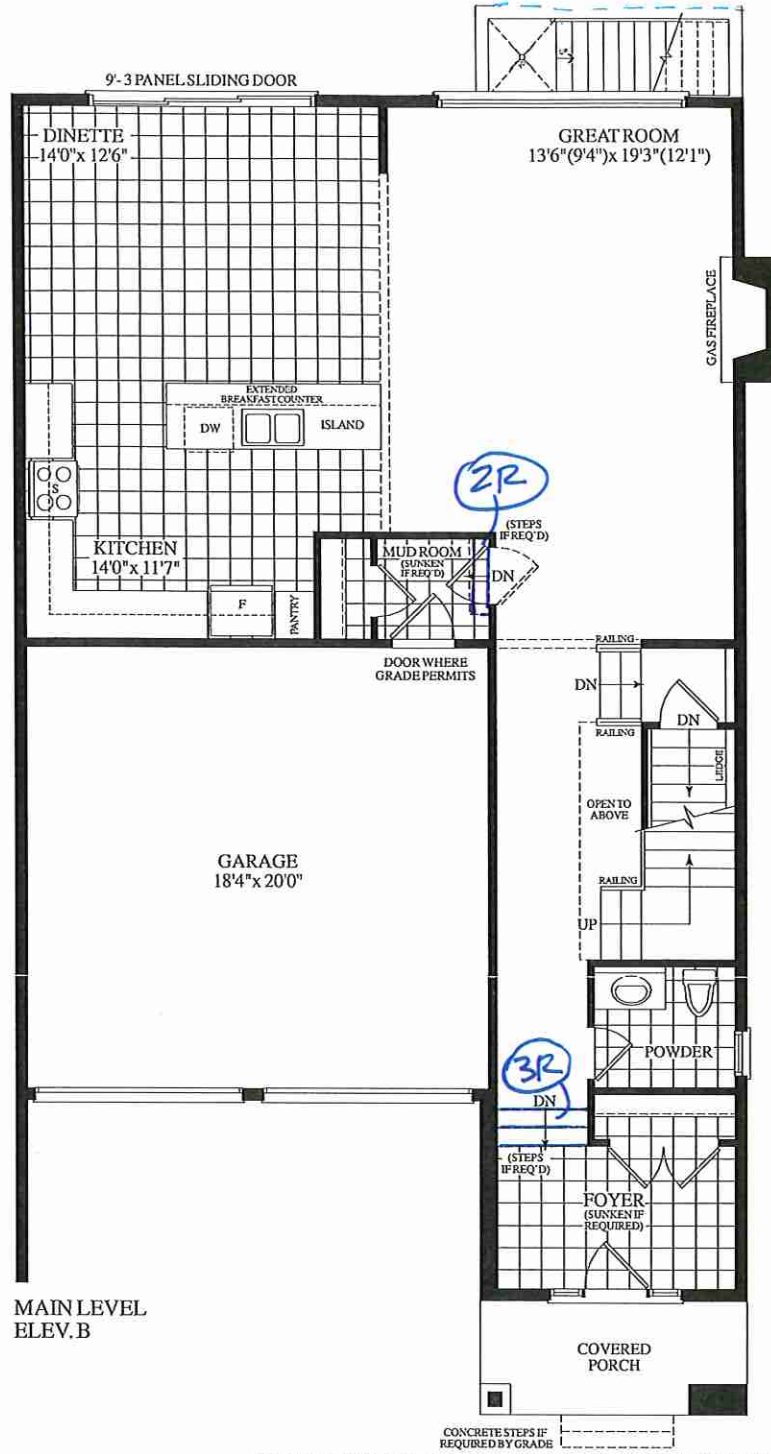 9'- 3 PANEL SLIDING DOOR
DINETTE
14'0"x 12'6"
GREAT ROOM
13'6"(9'4")x 19'3"(12'1")
GAS FIREPLACE
EXTENDED
BREAKFAST COUNTER
DW
ISLAND
S
2R
(STEPS
IF REQ'D)
KITCHEN
14'0"x 11'7"
MUD ROOM
(SUNKEN
IF REQ'D)
DN
F
PANTRY
DOOR WHERE
GRADE PERMITS
RAILING
DN
DN
RAILING
LEDGE
OPEN TO
ABOVE
GARAGE
18'4"x 20'0"
RAILING
UP
POWDER
3R
DN
(STEPS
IF REQ'D)
FOYER
(SUNKEN IF
REQUIRED)
MAIN LEVEL
ELEV. B
COVERED
PORCH
CONCRETE STEPS IF
REQUIRED BY GRADE